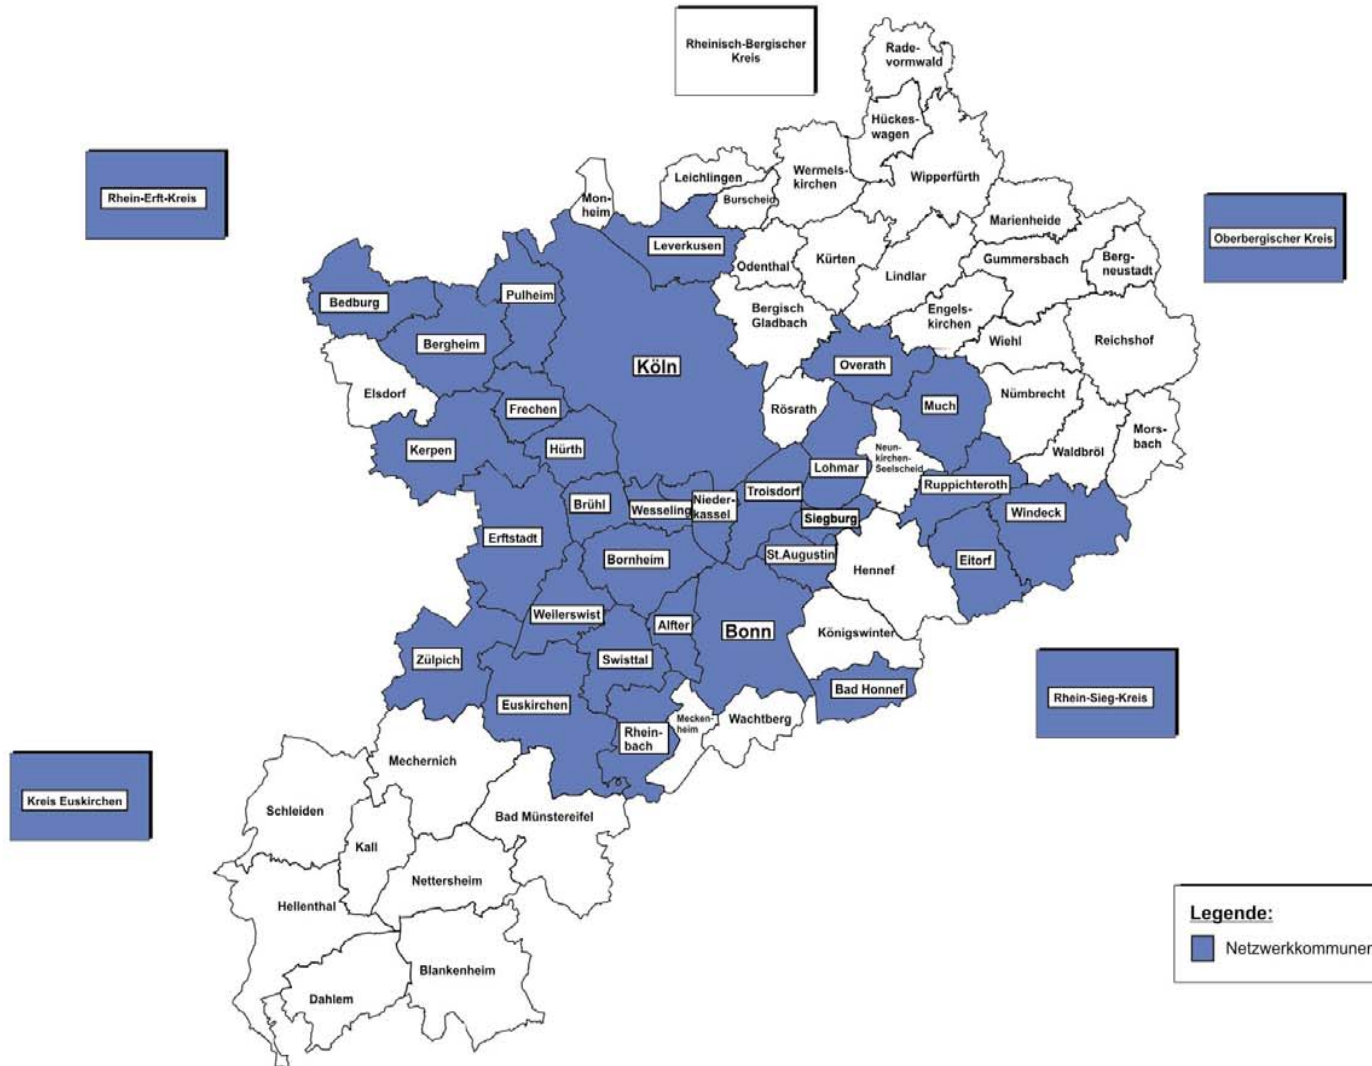 Rheinisch-Bergischer
Kreis
Rade-
vormwald
Hückes-
wagen
Rhein-Erft-Kreis
Leichlingen
Wermels-
kirchen
Wipperfürth
Mon-
heim
Burscheid
Marienheide
Leverkusen
Oberbergischer Kreis
Odenthal
Kürten
Lindlar
Gummersbach
Berg-
neustadt
Bedburg
Pulheim
Bergisch
Gladbach
Engels-
kirchen
Bergheim
Wiehl
Reichshof
Köln
Overath
Elsdorf
Nümbrecht
Frechen
Rösrath
Much
Mors-
bach
Kerpen
Hürth
Neun-
kirchen-
Seelscheid
Waldbröl
Lohmar
Ruppichteroth
Troisdorf
Brühl
Wesseling
Nieder-
kassel
Siegburg
Windeck
Erftstadt
Bornheim
St.Augustin
Hennef
Eitorf
Weilerswist
Alfter
Bonn
Königswinter
Zülpich
Swisttal
Bad Honnef
Rhein-Sieg-Kreis
Euskirchen
Mecken-
heim
Wachtberg
Rhein-
bach
Mechernich
Kreis Euskirchen
Schleiden
Bad Münstereifel
Kall
Nettersheim
Hellenthal
Legende:
Netzwerkkommunen
Blankenheim
Dahlem